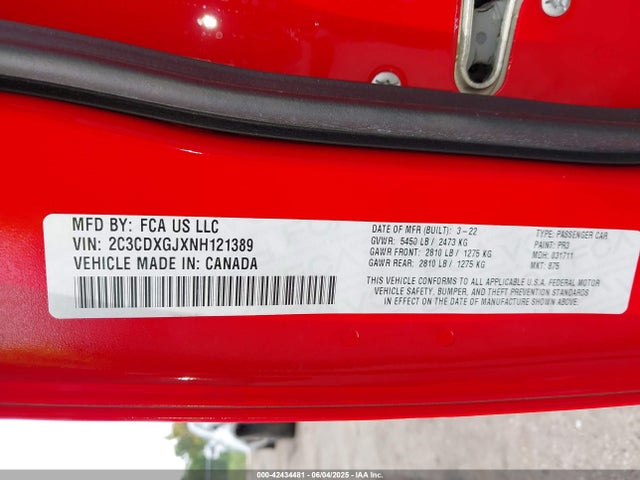 MFD BY: FCA US LLC
VIN: 2C3CDXGJXNH121389
VEHICLE MADE IN: CANADA
DATE OF MFR (BUILT): 3-22
GVWR: 5450 LB / 2473 KG
GAWR FRONT: 2810 LB / 1275 KG
GAWR REAR: 2810 LB / 1275 KG
TYPE: PASSENGER CAR
PAINT: PR3
MDH: 031711
MKT: 875
THIS VEHICLE CONFORMS TO ALL APPLICABLE U.S.A. FEDERAL MOTOR
VEHICLE SAFETY, BUMPER, AND THEFT PREVENTION STANDARDS
IN EFFECT ON THE DATE OF MANUFACTURE SHOWN ABOVE.
000-42434481 - 06/04/2025 - IAA Inc.